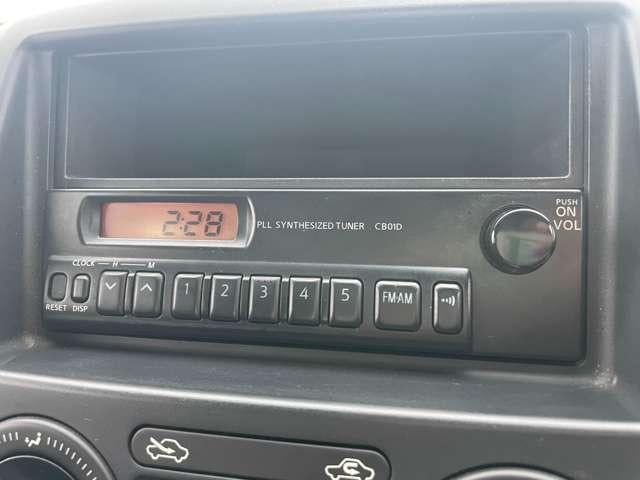 PUSH
ON
VOL
2:28
PLL SYNTHESIZED TUNER CB01D
CLOCK H M
RESET DISP
1 2 3 4 5 FM·AM